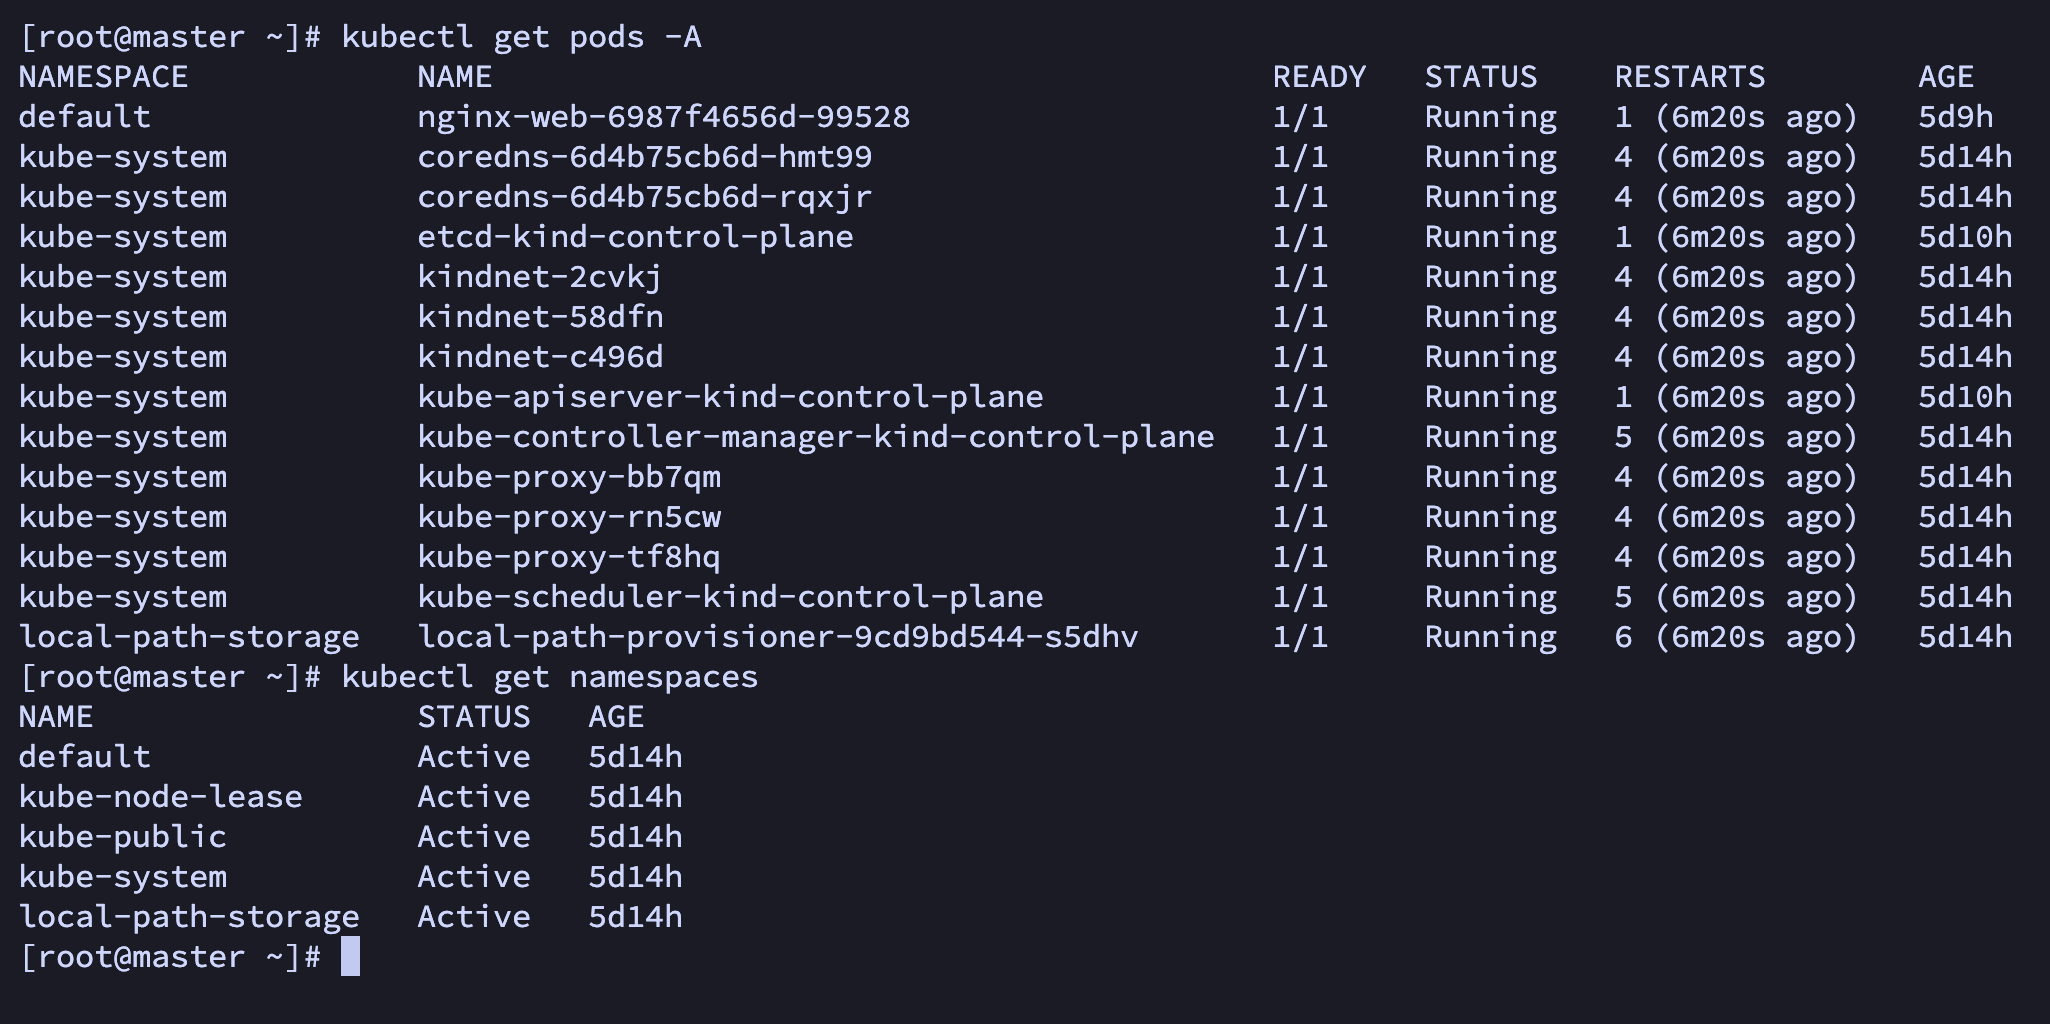 [root@master ~]# kubectl get pods -A
NAMESPACE            NAME                                         READY   STATUS    RESTARTS        AGE
default              nginx-web-6987f4656d-99528                   1/1     Running   1 (6m20s ago)   5d9h
kube-system          coredns-6d4b75cb6d-hmt99                     1/1     Running   4 (6m20s ago)   5d14h
kube-system          coredns-6d4b75cb6d-rqxjr                     1/1     Running   4 (6m20s ago)   5d14h
kube-system          etcd-kind-control-plane                      1/1     Running   1 (6m20s ago)   5d10h
kube-system          kindnet-2cvkj                                1/1     Running   4 (6m20s ago)   5d14h
kube-system          kindnet-58dfn                                1/1     Running   4 (6m20s ago)   5d14h
kube-system          kindnet-c496d                                1/1     Running   4 (6m20s ago)   5d14h
kube-system          kube-apiserver-kind-control-plane            1/1     Running   1 (6m20s ago)   5d10h
kube-system          kube-controller-manager-kind-control-plane   1/1     Running   5 (6m20s ago)   5d14h
kube-system          kube-proxy-bb7qm                             1/1     Running   4 (6m20s ago)   5d14h
kube-system          kube-proxy-rn5cw                             1/1     Running   4 (6m20s ago)   5d14h
kube-system          kube-proxy-tf8hq                             1/1     Running   4 (6m20s ago)   5d14h
kube-system          kube-scheduler-kind-control-plane            1/1     Running   5 (6m20s ago)   5d14h
local-path-storage   local-path-provisioner-9cd9bd544-s5dhv       1/1     Running   6 (6m20s ago)   5d14h
[root@master ~]# kubectl get namespaces
NAME                 STATUS   AGE
default              Active   5d14h
kube-node-lease      Active   5d14h
kube-public          Active   5d14h
kube-system          Active   5d14h
local-path-storage   Active   5d14h
[root@master ~]#